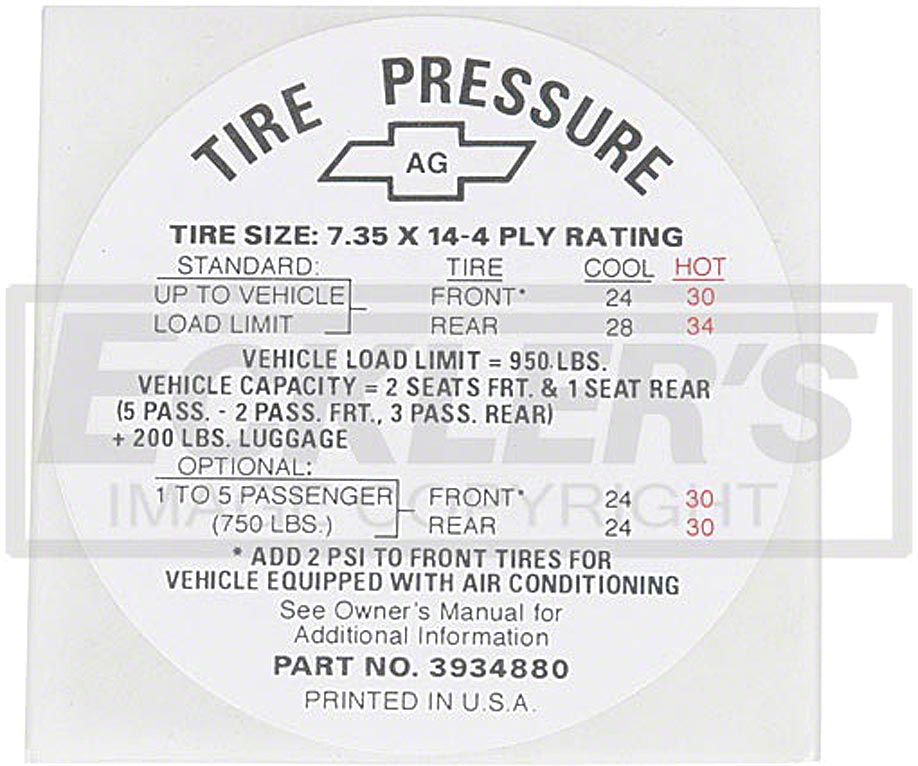 TIRE PRESSURE
AG
TIRE SIZE: 7.35 X 14-4 PLY RATING
STANDARD: TIRE COOL HOT
UP TO VEHICLE FRONT* 24 30
LOAD LIMIT REAR 28 34
VEHICLE LOAD LIMIT = 950 LBS.
VEHICLE CAPACITY = 2 SEATS FRT. & 1 SEAT REAR
(5 PASS. - 2 PASS. FRT., 3 PASS. REAR)
+ 200 LBS. LUGGAGE
OPTIONAL:
1 TO 5 PASSENGER FRONT* 24 30
(750 LBS.) REAR 24 30
* ADD 2 PSI TO FRONT TIRES FOR
VEHICLE EQUIPPED WITH AIR CONDITIONING
See Owner's Manual for
Additional Information
PART NO. 3934880
PRINTED IN U.S.A.
ECKLER'S
IMAGE COPYRIGHT